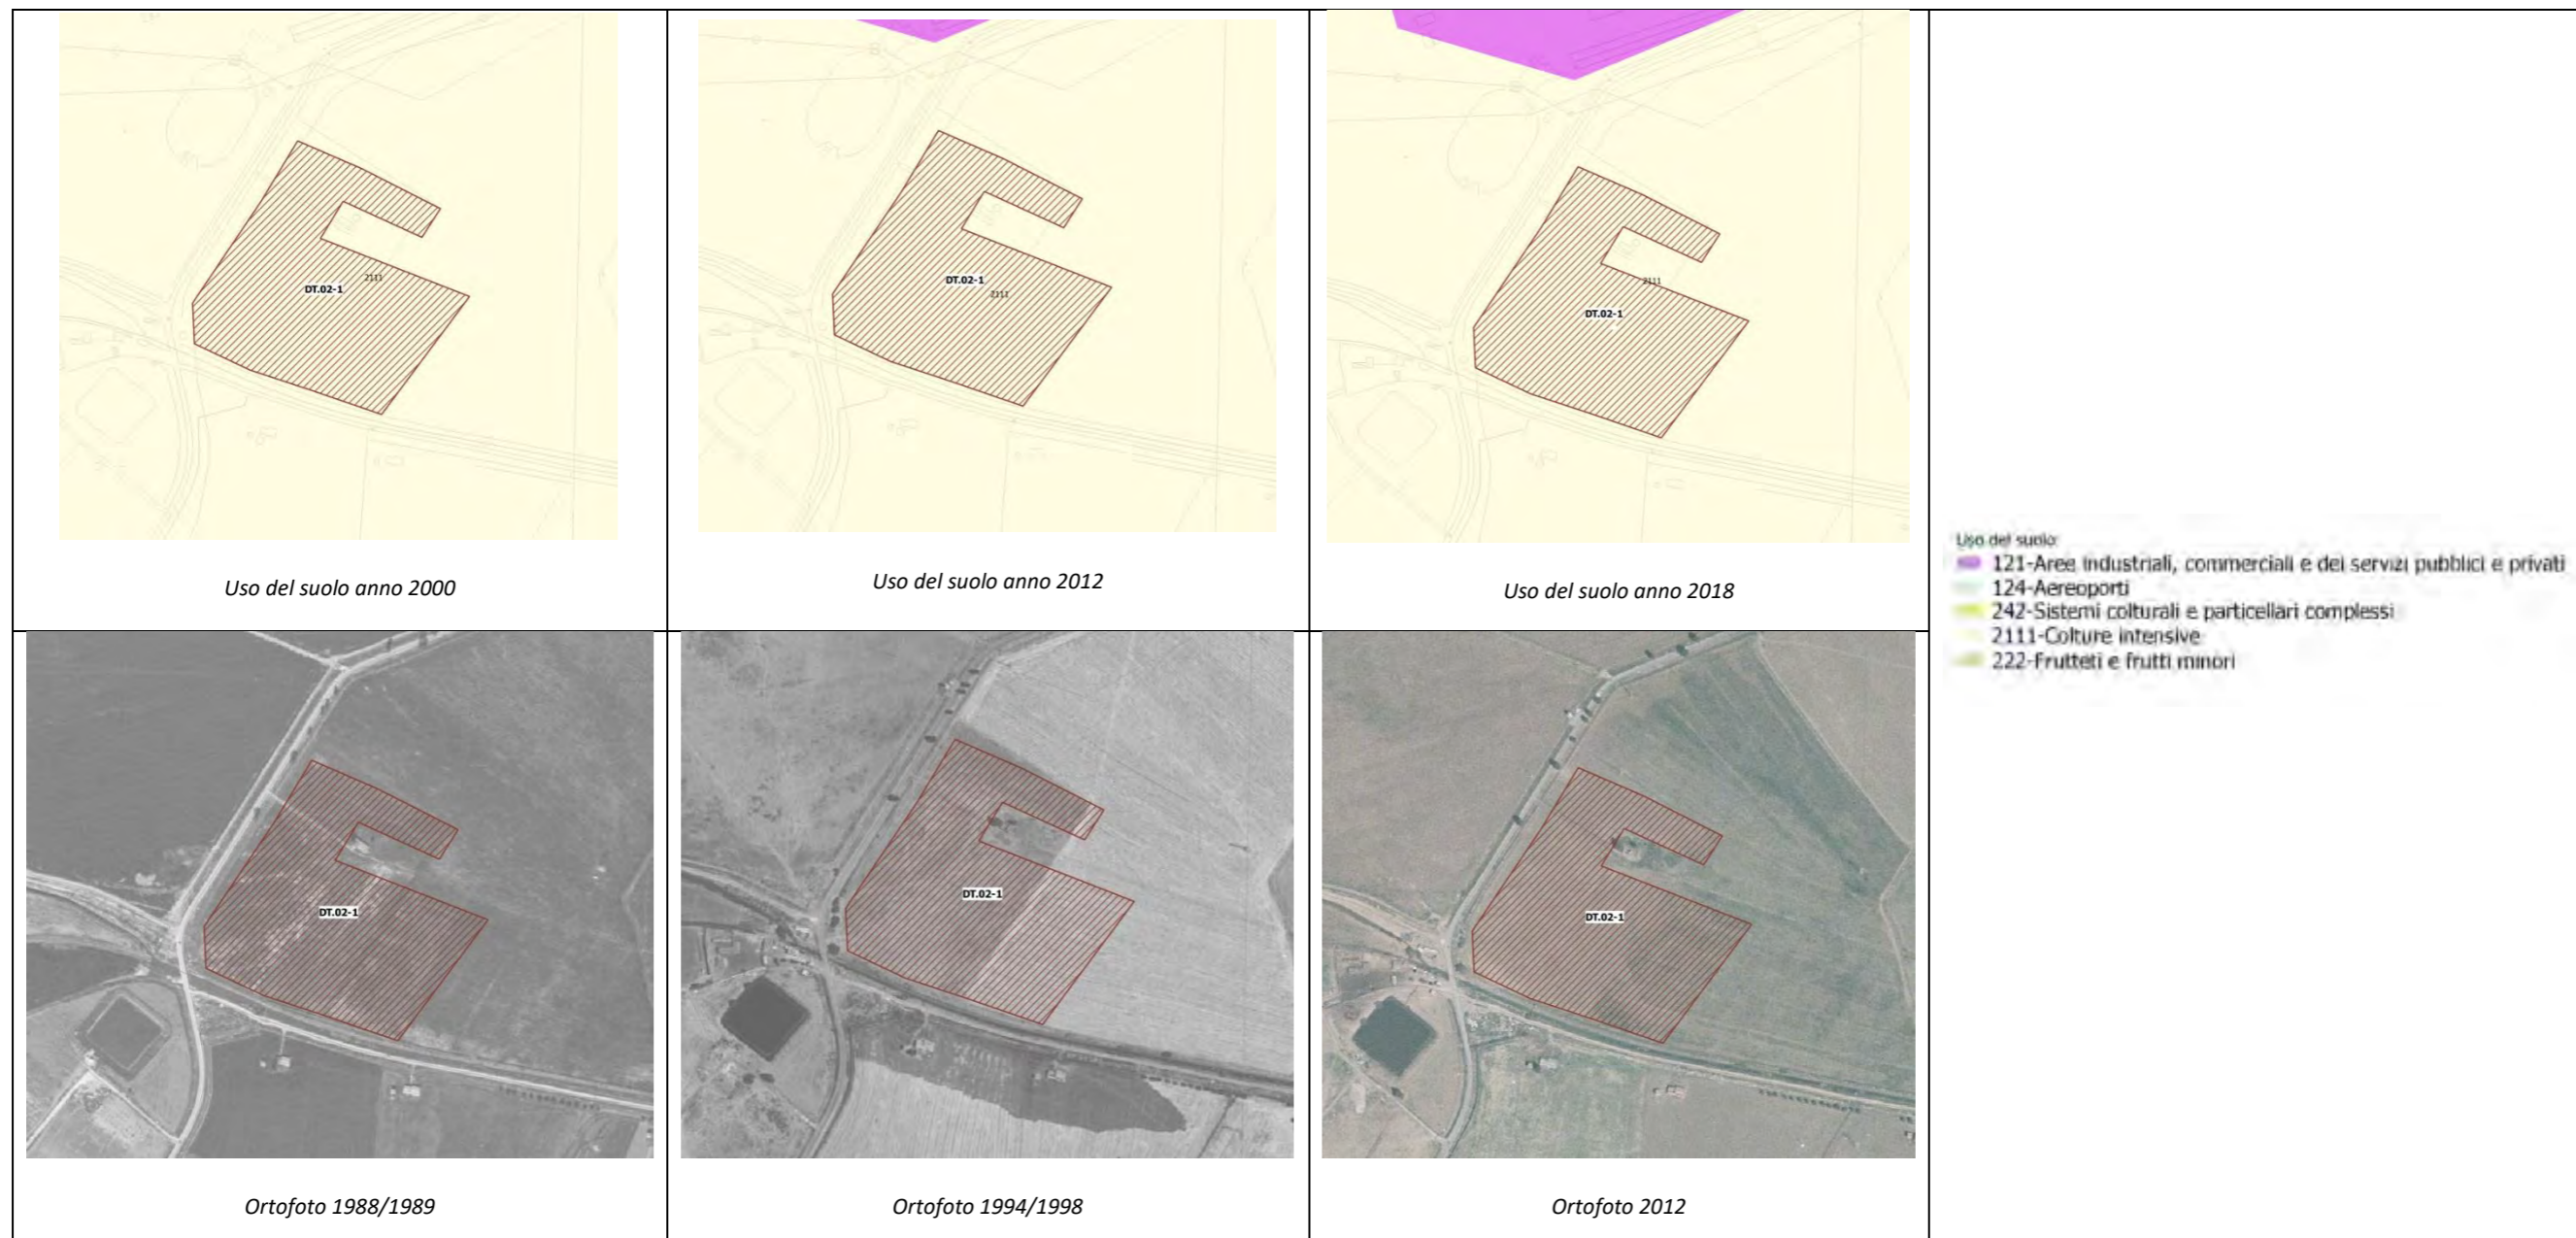 DT.02-1
2111
Uso del suolo anno 2000
DT.02-1
2111
Uso del suolo anno 2012
2111
DT.02-1
Uso del suolo anno 2018
Uso del suolo:
121-Aree industriali, commerciali e dei servizi pubblici e privati
124-Aereoporti
242-Sistemi colturali e particellari complessi
2111-Colture intensive
222-Frutteti e frutti minori
DT.02-1
Ortofoto 1988/1989
DT.02-1
Ortofoto 1994/1998
DT.02-1
Ortofoto 2012